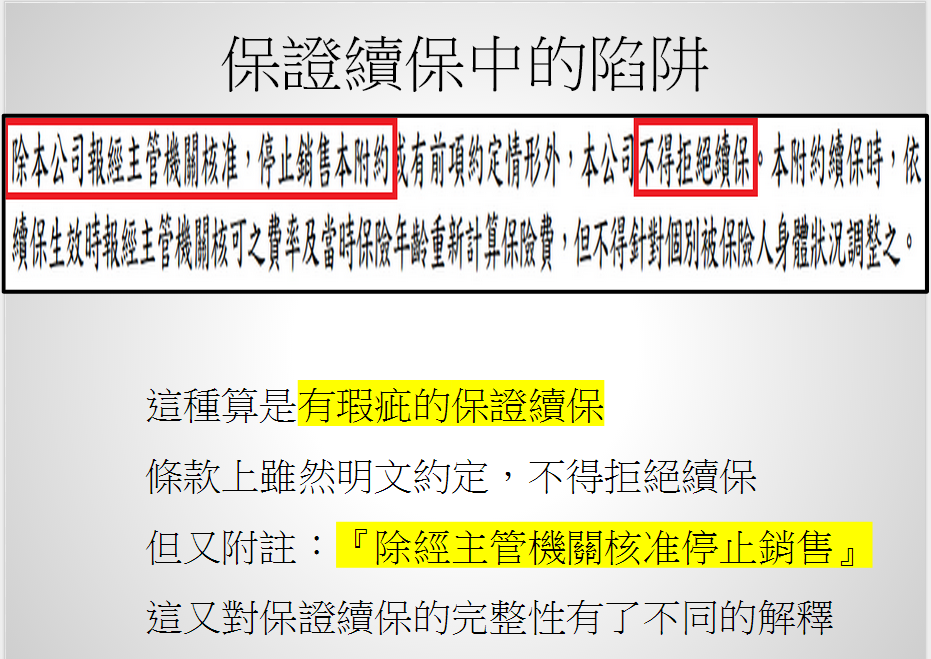 保證續保中的陷阱
除本公司報經主管機關核准，停止銷售本附約或有前項約定情形外，本公司不得拒絕續保。本附約續保時，依
續保生效時報經主管機關核可之費率及當時保險年齡重新計算保險費，但不得針對個別被保險人身體狀況調整之。
這種算是有瑕疵的保證續保
條款上雖然明文約定，不得拒絕續保
但又附註：『除經主管機關核准停止銷售』
這又對保證續保的完整性有了不同的解釋